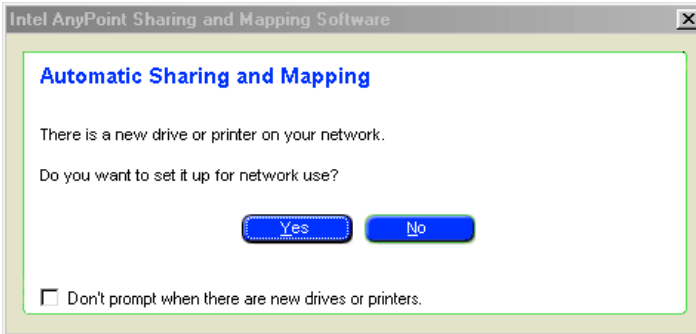 Intel AnyPoint Sharing and Mapping Software
Automatic Sharing and Mapping
There is a new drive or printer on your network.
Do you want to set it up for network use?
Yes No
Don't prompt when there are new drives or printers.